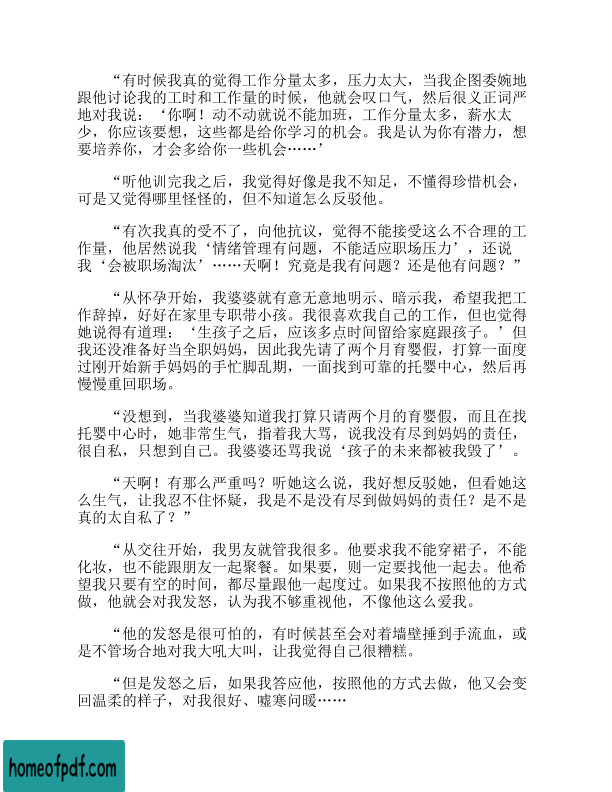 “有时候我真的觉得工作分量太多，压力太大，当我企图委婉地
跟他讨论我的工时和工作量的时候，他就会叹口气，然后很义正词严
地对我说：‘你啊！动不动就说不能加班，工作分量太多，薪水太
少，你应该要想，这些都是给你学习的机会。我是认为你有潜力，想
要培养你，才会多给你一些机会……’
“听他训完我之后，我觉得好像是我不知足，不懂得珍惜机会，
可是又觉得哪里怪怪的，但不知道怎么反驳他。
“有次我真的受不了，向他抗议，觉得不能接受这么不合理的工
作量，他居然说我‘情绪管理有问题，不能适应职场压力’，还说
我‘会被职场淘汰’……天啊！究竟是我有问题？还是他有问题？”
“从怀孕开始，我婆婆就有意无意地明示、暗示我，希望我把工
作辞掉，好好在家里专职带小孩。我很喜欢我自己的工作，但也觉得
她说得有道理：‘生孩子之后，应该多点时间留给家庭跟孩子。’但
我还没准备好当全职妈妈，因此我先请了两个月育婴假，打算一面度
过刚开始新手妈妈的手忙脚乱期，一面找到可靠的托婴中心，然后再
慢慢重回职场。
“没想到，当我婆婆知道我打算只请两个月的育婴假，而且在找
托婴中心时，她非常生气，指着我大骂，说我没有尽到妈妈的责任，
很自私，只想到自己。我婆婆还骂我说‘孩子的未来都被我毁了’。
“天啊！有那么严重吗？听她这么说，我好想反驳她，但看她这
么生气，让我忍不住怀疑，我是不是没有尽到做妈妈的责任？是不是
真的太自私了？”
“从交往开始，我男友就管我很多。他要求我不能穿裙子，不能
化妆，也不能跟朋友一起聚餐。如果要，则一定要找他一起去。他希
望我只要有空的时间，都尽量跟他一起度过。如果我不按照他的方式
做，他就会对我发怒，认为我不够重视他，不像他这么爱我。
“他的发怒是很可怕的，有时候甚至会对着墙壁捶到手流血，或
是不管场合地对我大吼大叫，让我觉得自己很糟糕。
“但是发怒之后，如果我答应他，按照他的方式去做，他又会变
回温柔的样子，对我很好、嘘寒问暖……
homeofpdf.com